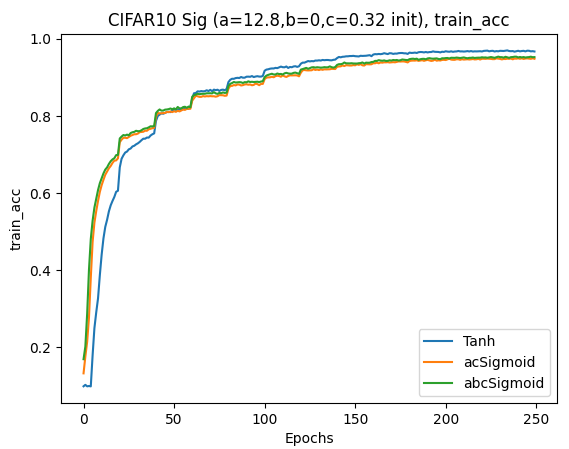 CIFAR10 Sig (a=12.8,b=0,c=0.32 init), train_acc
1.0
0.8
0.6
0.4
0.2
train_acc
0
50
100
150
200
250
Epochs
Tanh
acSigmoid
abcSigmoid